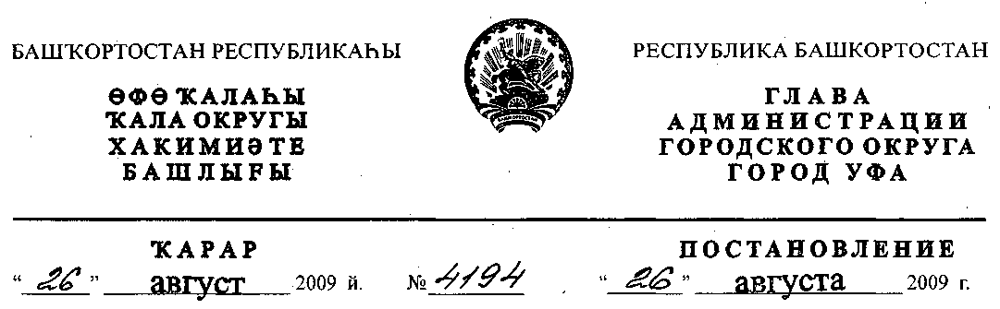 БАШҠОРТОСТАН РЕСПУБЛИКАҺЫ
ӨФӨ ҠАЛАҺЫ
ҠАЛА ОКРУГЫ
ХАКИМИӘТЕ
БАШЛЫҒЫ
БАШКОРТОСТАН
РЕСПУБЛИКА БАШКОРТОСТАН
ГЛАВА
АДМИНИСТРАЦИИ
ГОРОДСКОГО ОКРУГА
ГОРОД УФА
ҠАРАР
ПОСТАНОВЛЕНИЕ
“ 26 ” август 2009 й. № 4194 “ 26 ” августа 2009 г.